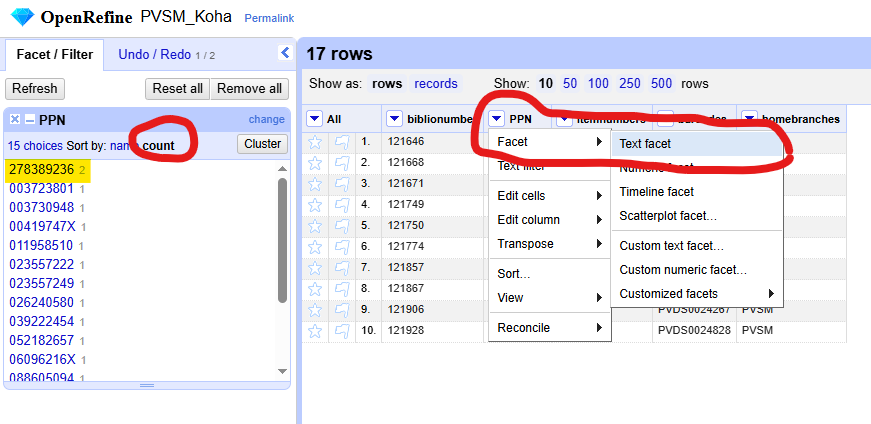 OpenRefine PVSM_Koha Permalink
Facet / Filter Undo / Redo 1 / 2
Refresh Reset all Remove all
PPN change
15 choices Sort by: name count Cluster
278389236 2
003723801 1
003730948 1
00419747X 1
011958510 1
023557222 1
023557249 1
026240580 1
039222454 1
052182657 1
06096216X 1
088605094 1
17 rows
Show as: rows records Show: 10 50 100 250 500 rows
All biblionumber PPN itemnumbers homebranches
1. 121646
2. 121668
3. 121671
4. 121749
5. 121750
6. 121774
7. 121857
8. 121867
9. 121906 PVDS0024267 PVSM
10. 121928 PVDS0024828 PVSM
Facet
Text filter
Edit cells
Edit column
Transpose
Sort...
View
Reconcile
Text facet
Numeric facet
Timeline facet
Scatterplot facet...
Custom text facet...
Custom numeric facet...
Customized facets